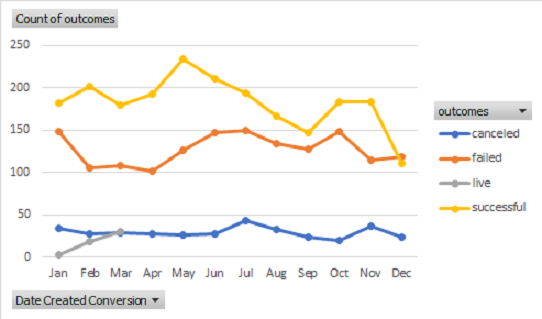 Count of outcomes
250
200
150
100
50
0
Jan Feb Mar Apr May Jun Jul Aug Sep Oct Nov Dec
outcomes
canceled
failed
live
successful
Date Created Conversion